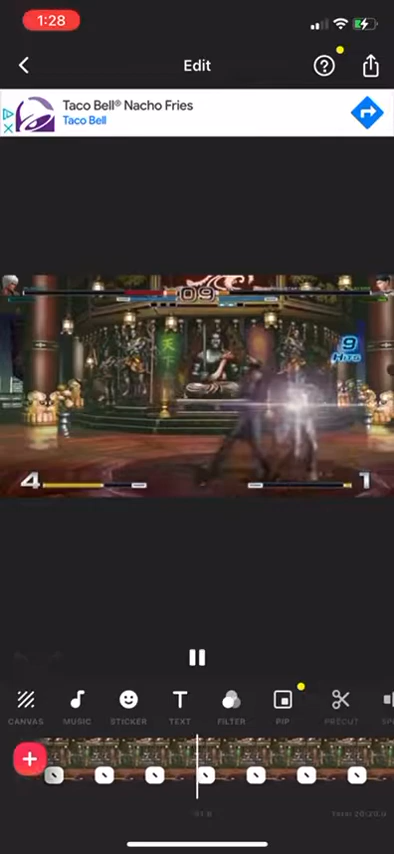 1:28
Edit
Taco Bell® Nacho Fries
Taco Bell
09
9
Hits
4
1
CANVAS
MUSIC
STICKER
TEXT
FILTER
PIP
PRECUT